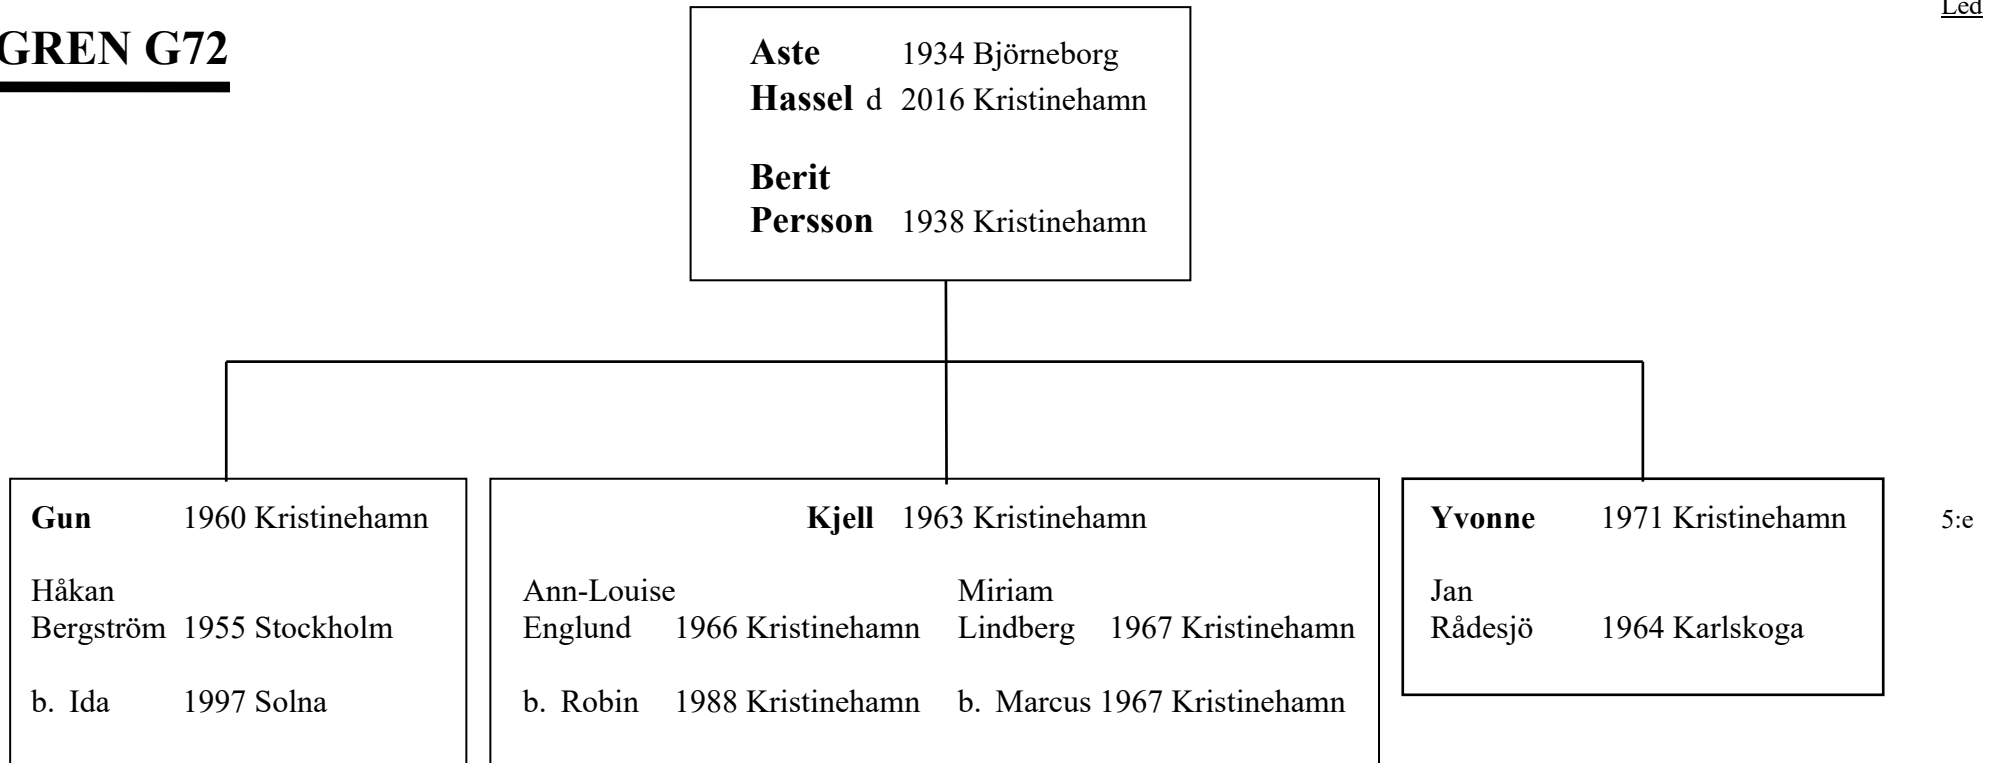 Led
GREN G72
Aste 1934 Björneborg
Hassel d 2016 Kristinehamn
Berit
Persson 1938 Kristinehamn
Gun 1960 Kristinehamn
Håkan
Bergström 1955 Stockholm
b. Ida 1997 Solna
Kjell 1963 Kristinehamn
Ann-Louise
Englund 1966 Kristinehamn
b. Robin 1988 Kristinehamn
Miriam
Lindberg 1967 Kristinehamn
b. Marcus 1967 Kristinehamn
Yvonne 1971 Kristinehamn
Jan
Rådesjö 1964 Karlskoga
5:e